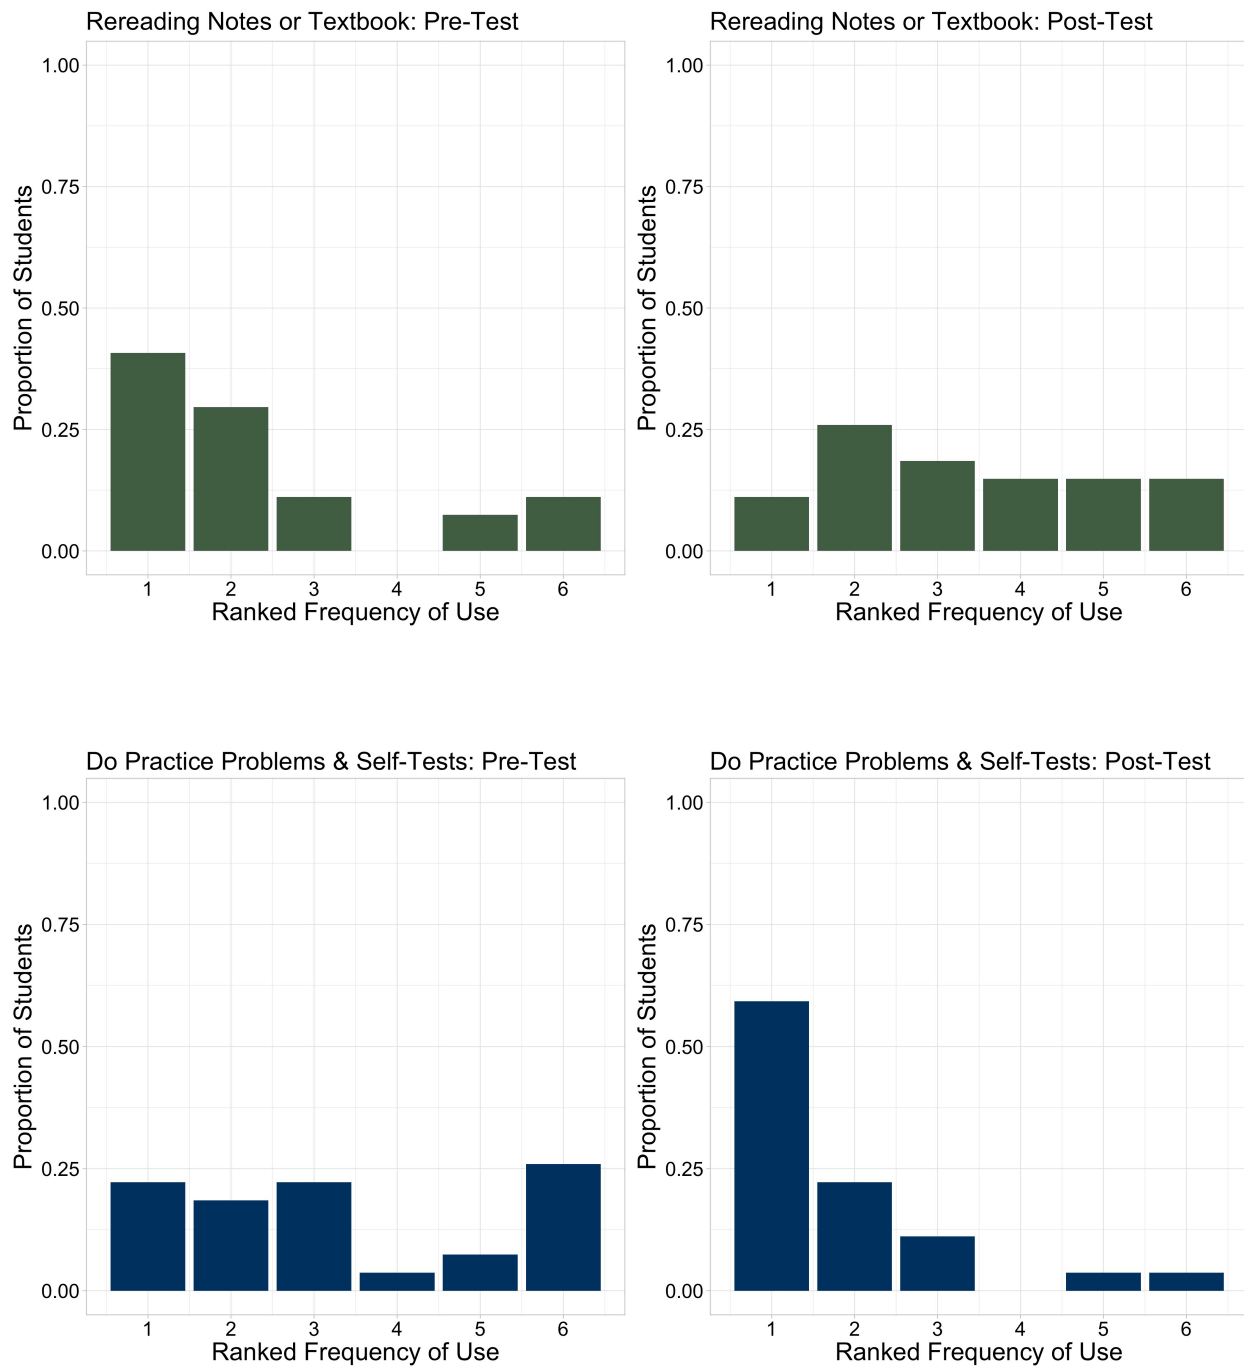 Rereading Notes or Textbook: Pre-Test
1.00
0.75
0.50
0.25
0.00
Proportion of Students
1 2 3 4 5 6
Ranked Frequency of Use
Rereading Notes or Textbook: Post-Test
1.00
0.75
0.50
0.25
0.00
Proportion of Students
1 2 3 4 5 6
Ranked Frequency of Use
Do Practice Problems & Self-Tests: Pre-Test
1.00
0.75
0.50
0.25
0.00
Proportion of Students
1 2 3 4 5 6
Ranked Frequency of Use
Do Practice Problems & Self-Tests: Post-Test
1.00
0.75
0.50
0.25
0.00
Proportion of Students
1 2 3 4 5 6
Ranked Frequency of Use